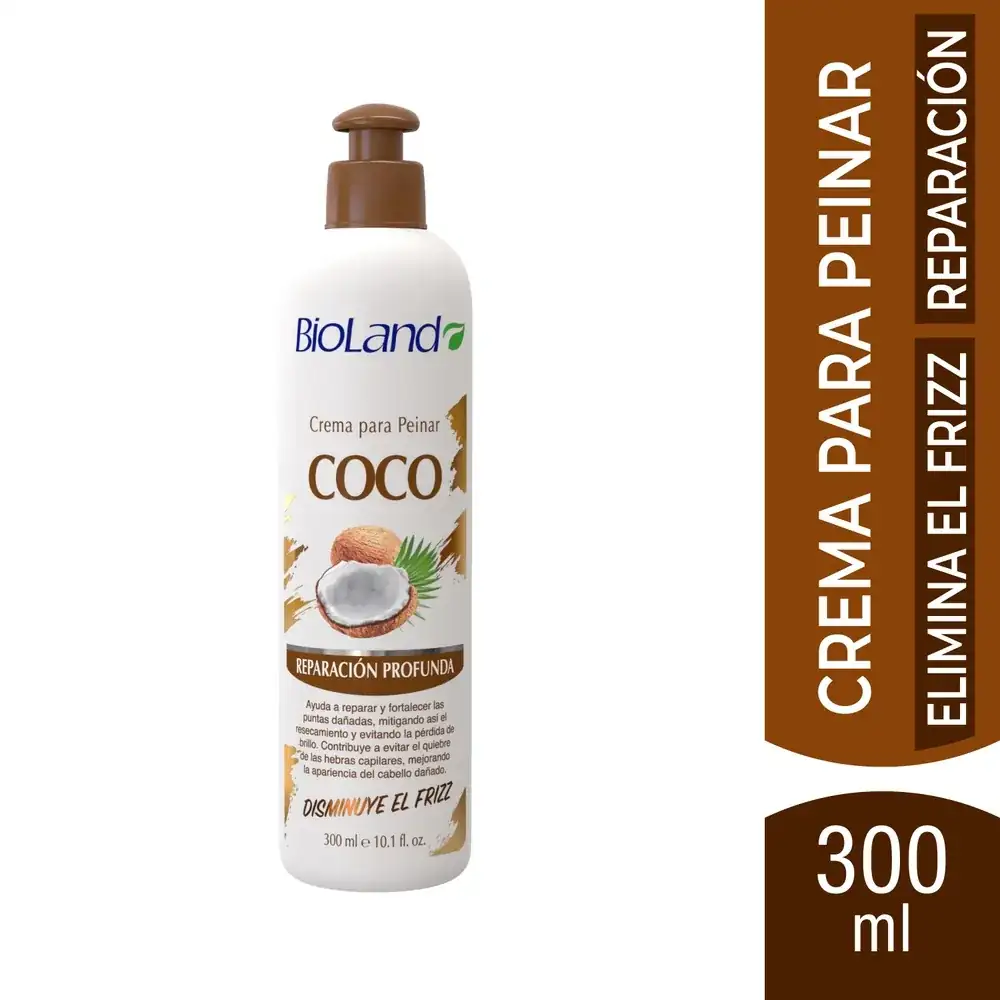 BioLand
Crema para Peinar
COCO
REPARACIÓN PROFUNDA
Ayuda a reparar y fortalecer las
puntas dañadas, mitigando así el
resecamiento y evitando la pérdida de
brillo. Contribuye a evitar el quiebre
de las hebras capilares, mejorando
la apariencia del cabello dañado.
DISMINUYE EL FRIZZ
300 ml e 10.1 fl. oz.
CREMA PARA PEINAR
ELIMINA EL FRIZZ
REPARACIÓN
300
ml